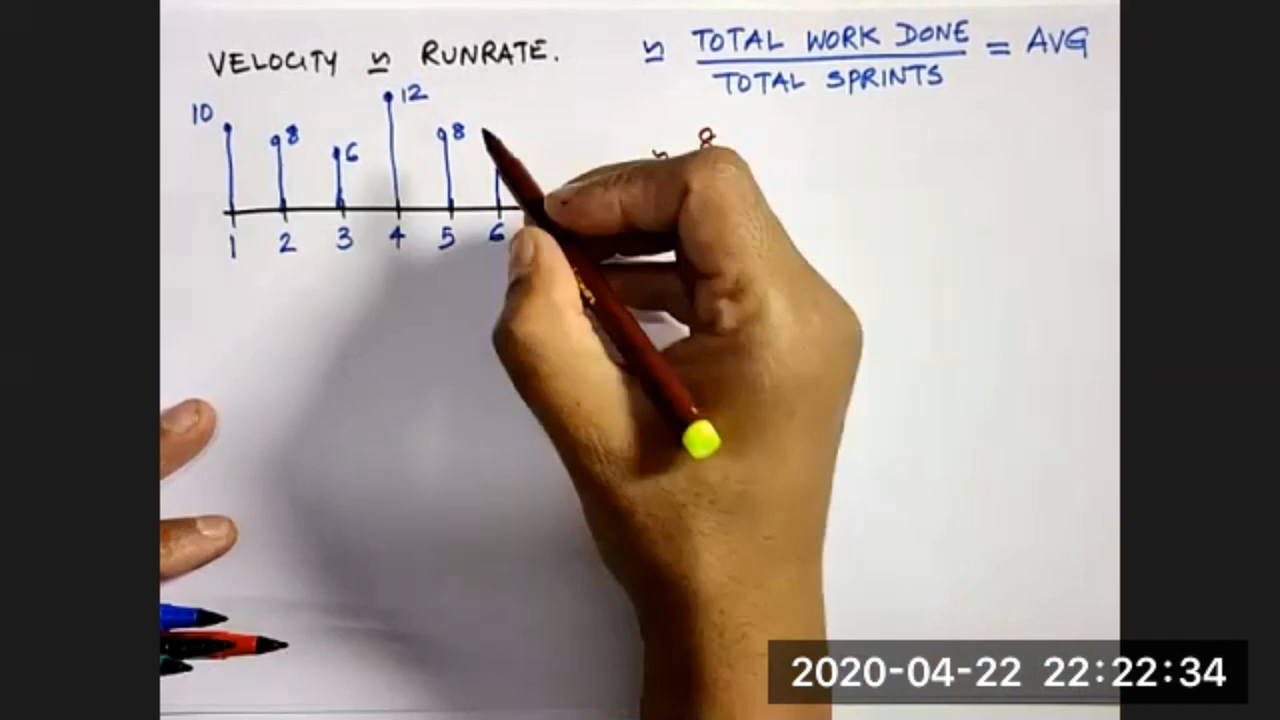 VELOCITY ≌ RUNRATE.
≌ TOTAL WORK DONE
TOTAL SPRINTS
= AVG
10 8 6 12 8
8
1 2 3 4 5 6
2020-04-22 22:22:34